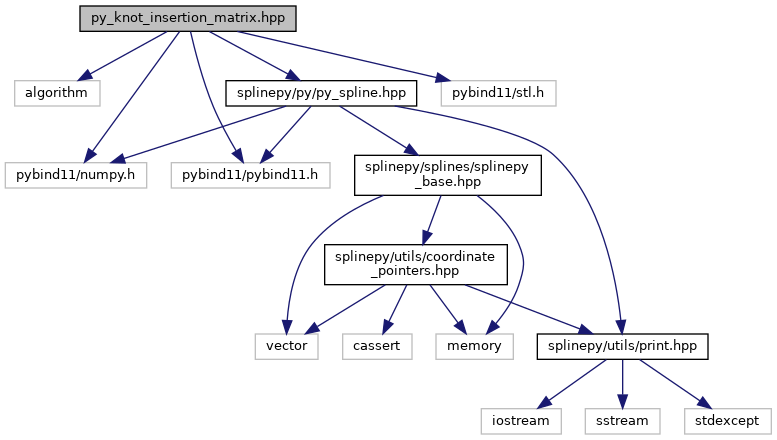 py_knot_insertion_matrix.hpp
algorithm
splinepy/py/py_spline.hpp
pybind11/stl.h
pybind11/numpy.h
pybind11/pybind11.h
splinepy/splines/splinepy
_base.hpp
splinepy/utils/coordinate
_pointers.hpp
vector
cassert
memory
splinepy/utils/print.hpp
iostream
sstream
stdexcept